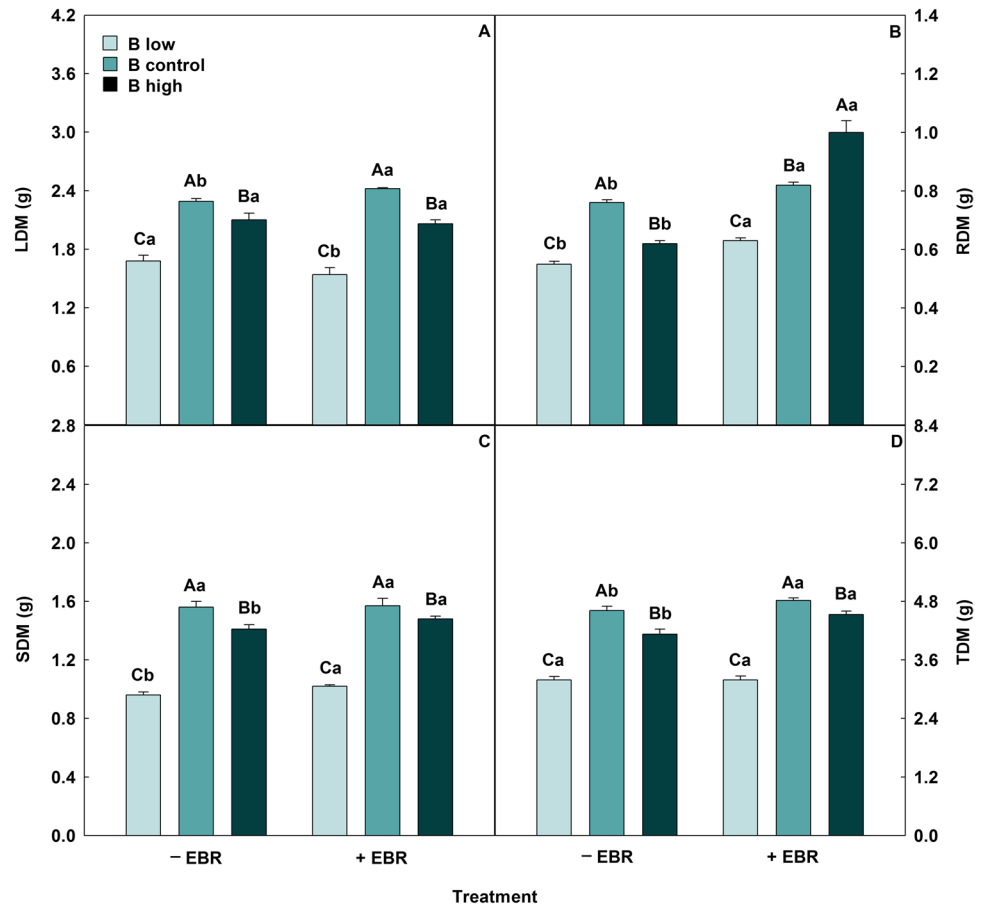 4.2
3.6
3.0
2.4
1.8
1.2
0.6
2.8
LDM (g)
A
B low
B control
B high
Ca
Ab
Ba
Cb
Aa
Ba
B
Cb
Ab
Bb
Ca
Ba
Aa
1.4
1.2
1.0
0.8
0.6
0.4
0.2
8.4
RDM (g)
2.4
2.0
1.6
1.2
0.8
0.4
0.0
SDM (g)
C
Cb
Aa
Bb
Ca
Aa
Ba
D
Ca
Ab
Bb
Ca
Aa
Ba
7.2
6.0
4.8
3.6
2.4
1.2
0.0
TDM (g)
– EBR
+ EBR
– EBR
+ EBR
Treatment